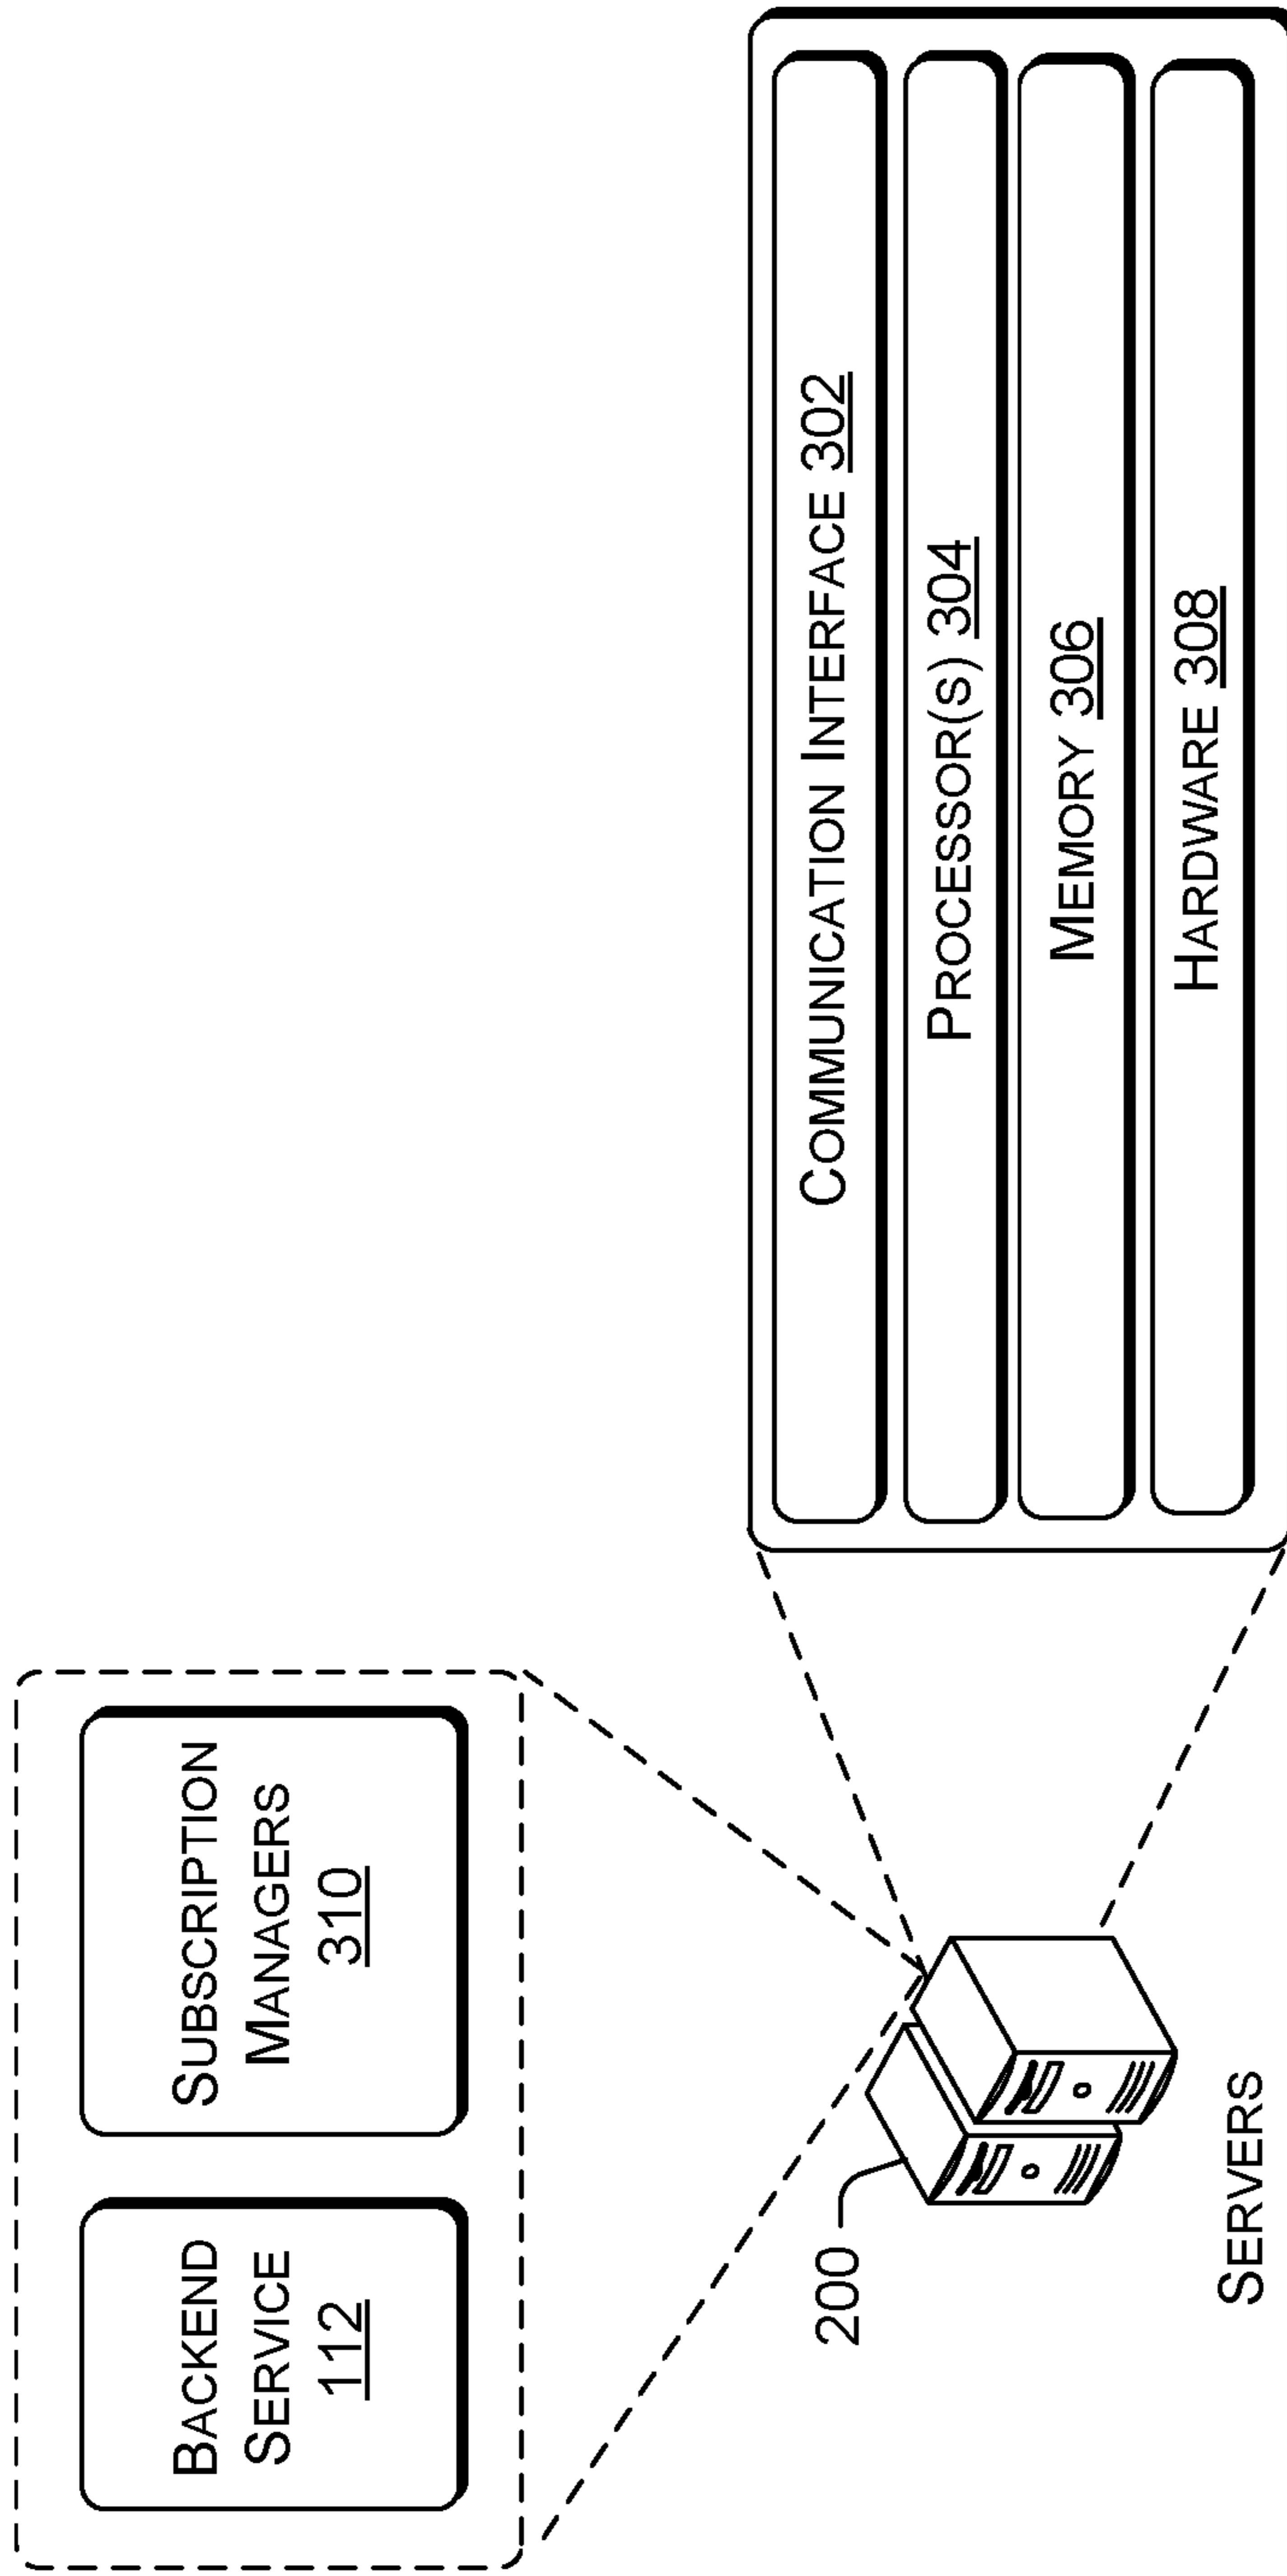 BACKEND
SERVICE
112
SUBSCRIPTION
MANAGERS
310
200
SERVERS
COMMUNICATION INTERFACE 302
PROCESSOR(S) 304
MEMORY 306
HARDWARE 308